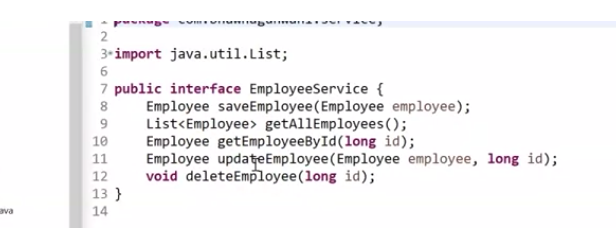 1 package
2
3 import java.util.List;
6
7 public interface EmployeeService {
8 Employee saveEmployee(Employee employee);
9 List<Employee> getAllEmployees();
10 Employee getEmployeeById(long id);
11 Employee updateEmployee(Employee employee, long id);
12 void deleteEmployee(long id);
13 }
14
ava